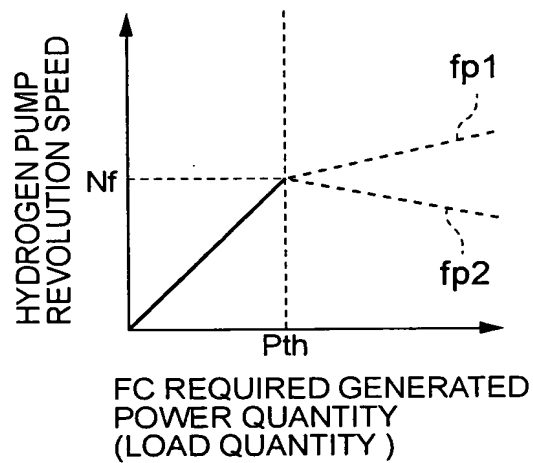 HYDROGEN PUMP
REVOLUTION SPEED
fp1
Nf
fp2
Pth
FC REQUIRED GENERATED
POWER QUANTITY
(LOAD QUANTITY )